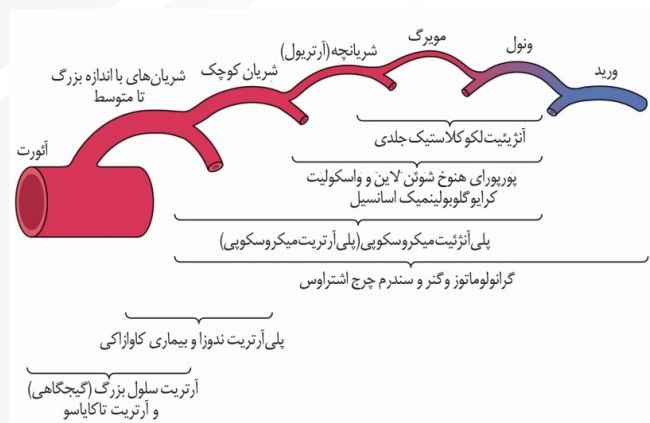 ورید
ونول
مویرگ
شریانچه(آرتریول)
شریان کوچک
شریان‌های با اندازه بزرگ
تا متوسط
آئورت
آنژیئیت لکوکلاستیک جلدی
پورپورای هنوخ شوئن لاین و واسکولیت
کرایوگلوبولینمیک اسانسیل
پلی‌آنژئیت میکروسکوپی(پلی‌آرتریت میکروسکوپی)
گرانولوماتوز وگنر و سندرم چرج اشتراوس
پلی‌آرتریت ندوزا و بیماری کاوازاکی
آرتریت سلول بزرگ (گیجگاهی)
و آرتریت تاکایاسو